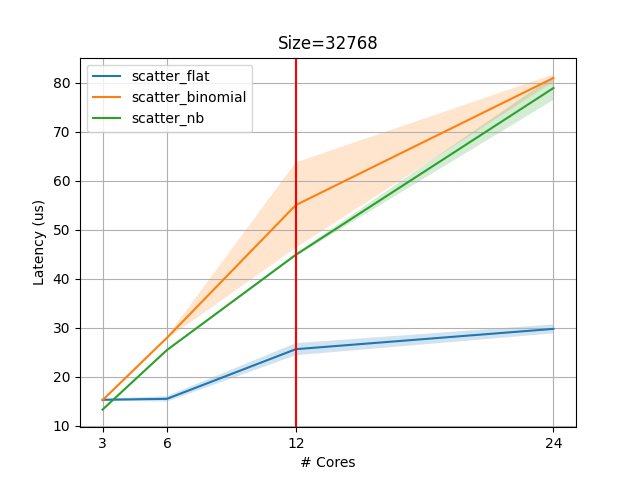 Size=32768
scatter_flat
scatter_binomial
scatter_nb
Latency (us)
80
70
60
50
40
30
20
10
3 6 12 24
# Cores